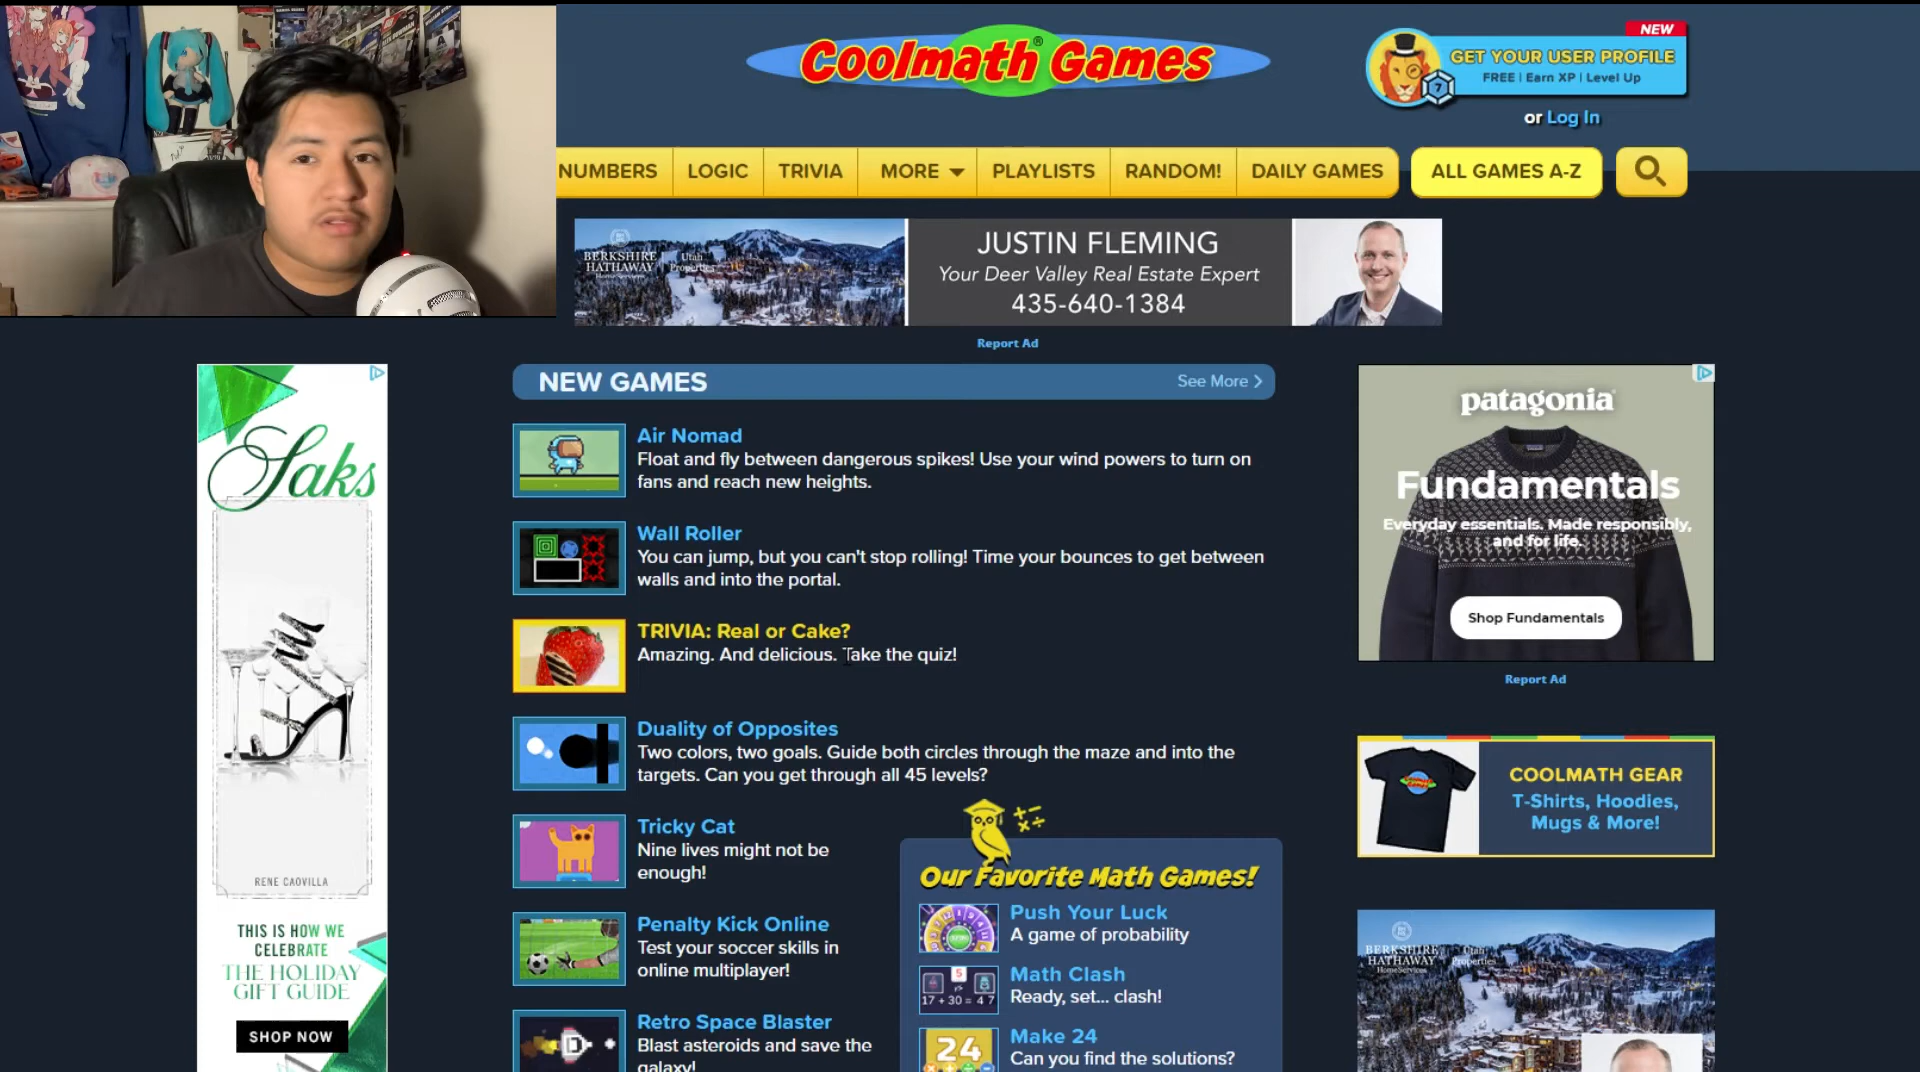 Coolmath Games®
NEW
GET YOUR USER PROFILE
FREE | Earn XP | Level Up
7
or Log In
NUMBERS
LOGIC
TRIVIA
MORE
PLAYLISTS
RANDOM!
DAILY GAMES
ALL GAMES A-Z
BERKSHIRE
HATHAWAY
HomeServices
Utah
Properties
JUSTIN FLEMING
Your Deer Valley Real Estate Expert
435-640-1384
Report Ad
Saks
RENE CAOVILLA
THIS IS HOW WE
CELEBRATE
THE HOLIDAY
GIFT GUIDE
SHOP NOW
NEW GAMES
See More
Air Nomad
Float and fly between dangerous spikes! Use your wind powers to turn on
fans and reach new heights.
Wall Roller
You can jump, but you can't stop rolling! Time your bounces to get between
walls and into the portal.
TRIVIA: Real or Cake?
Amazing. And delicious. Take the quiz!
Duality of Opposites
Two colors, two goals. Guide both circles through the maze and into the
targets. Can you get through all 45 levels?
Tricky Cat
Nine lives might not be
enough!
Penalty Kick Online
Test your soccer skills in
online multiplayer!
Retro Space Blaster
Blast asteroids and save the
galaxy!
Our Favorite Math Games!
Push Your Luck
A game of probability
Math Clash
Ready, set... clash!
5
17 + 30 = 4 7
Make 24
Can you find the solutions?
24
patagonia
Fundamentals
Everyday essentials. Made responsibly,
and for life.
Shop Fundamentals
Report Ad
COOLMATH GEAR
T-Shirts, Hoodies,
Mugs & More!
BERKSHIRE
HATHAWAY
HomeServices
Utah
Properties